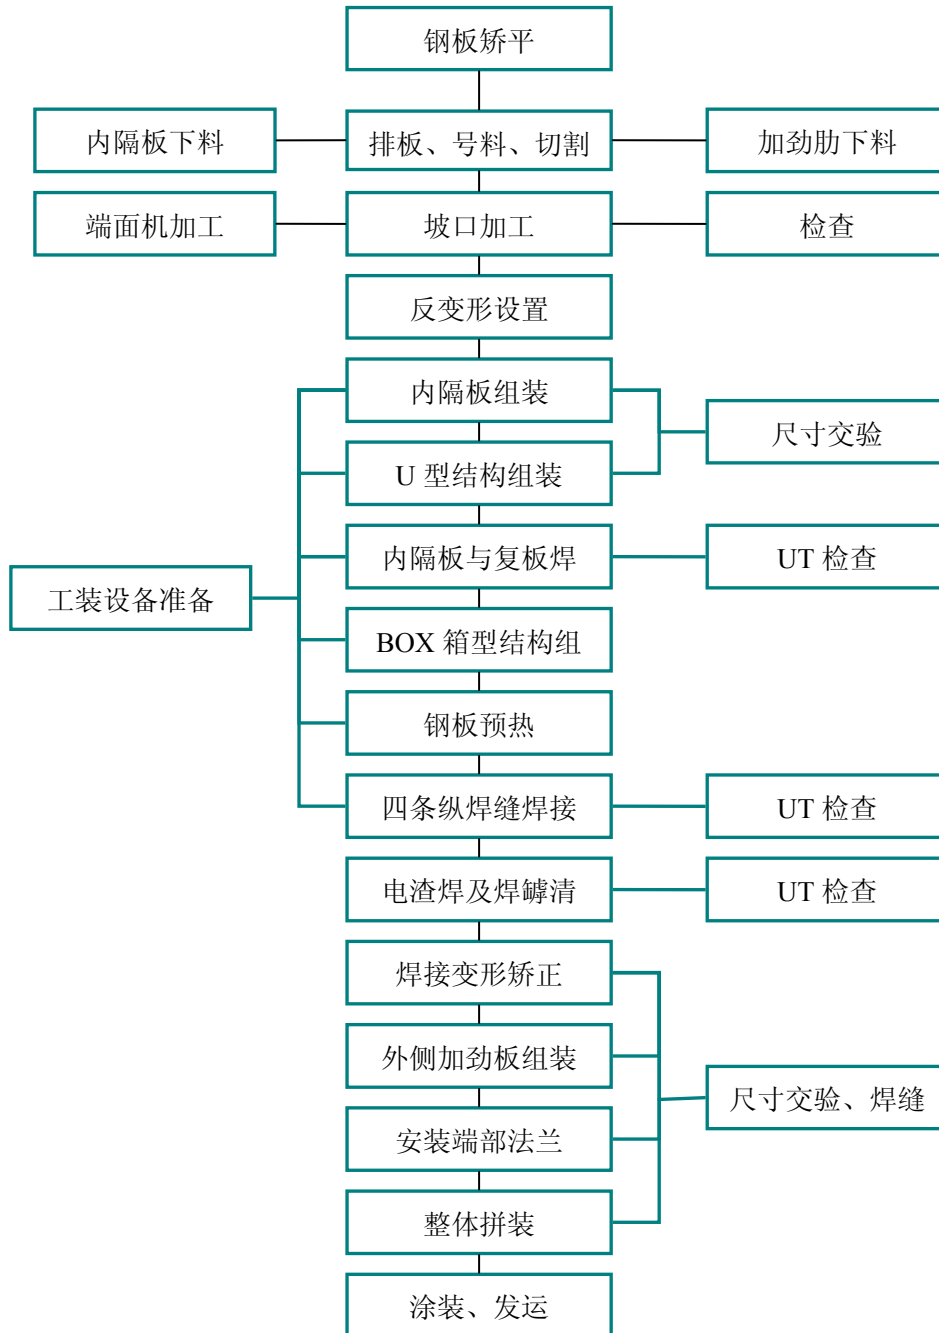 钢板矫平
内隔板下料
排板、号料、切割
加劲肋下料
端面机加工
坡口加工
检查
反变形设置
内隔板组装
尺寸交验
U 型结构组装
内隔板与复板焊
UT 检查
工装设备准备
BOX 箱型结构组
钢板预热
四条纵焊缝焊接
UT 检查
电渣焊及焊罅清
UT 检查
焊接变形矫正
外侧加劲板组装
尺寸交验、焊缝
安装端部法兰
整体拼装
涂装、发运